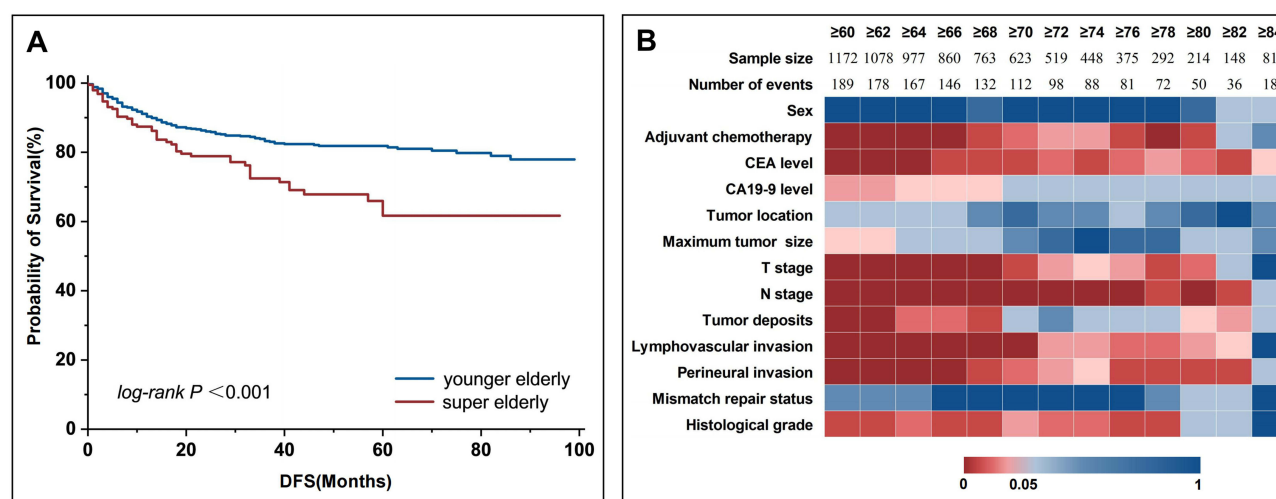 A
Probability of Survival(%)
100
80
60
40
20
0
log-rank P <0.001
younger elderly
super elderly
0 20 40 60 80 100
DFS(Months)
B
≥60 ≥62 ≥64 ≥66 ≥68 ≥70 ≥72 ≥74 ≥76 ≥78 ≥80 ≥82 ≥84
Sample size 1172 1078 977 860 763 623 519 448 375 292 214 148 81
Number of events 189 178 167 146 132 112 98 88 81 72 50 36 18
Sex
Adjuvant chemotherapy
CEA level
CA19-9 level
Tumor location
Maximum tumor size
T stage
N stage
Tumor deposits
Lymphovascular invasion
Perineural invasion
Mismatch repair status
Histological grade
0 0.05 1